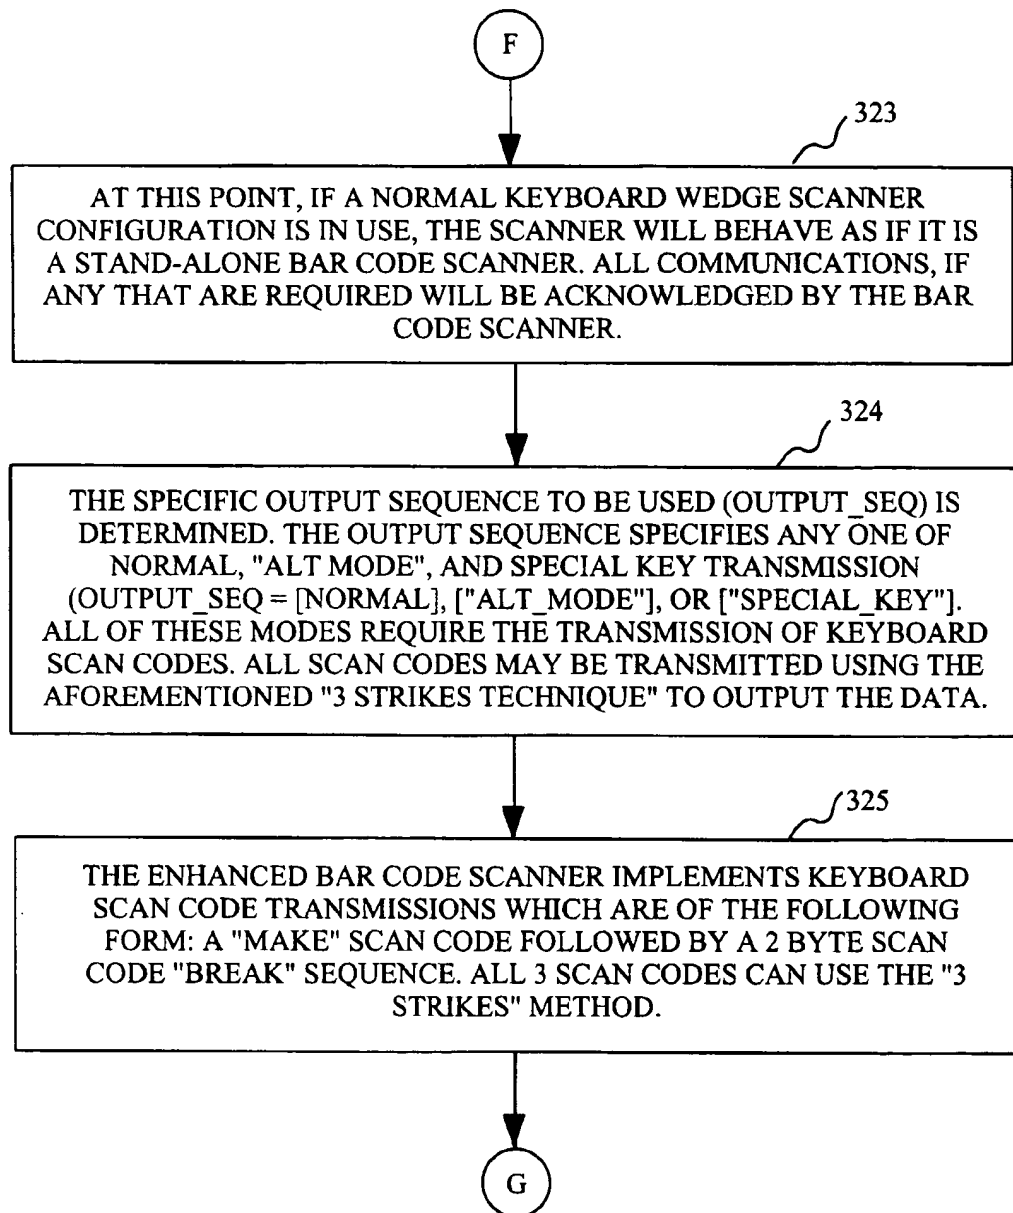 F
323
AT THIS POINT, IF A NORMAL KEYBOARD WEDGE SCANNER
CONFIGURATION IS IN USE, THE SCANNER WILL BEHAVE AS IF IT IS
A STAND-ALONE BAR CODE SCANNER. ALL COMMUNICATIONS, IF
ANY THAT ARE REQUIRED WILL BE ACKNOWLEDGED BY THE BAR
CODE SCANNER.
324
THE SPECIFIC OUTPUT SEQUENCE TO BE USED (OUTPUT_SEQ) IS
DETERMINED. THE OUTPUT SEQUENCE SPECIFIES ANY ONE OF
NORMAL, "ALT MODE", AND SPECIAL KEY TRANSMISSION
(OUTPUT_SEQ = [NORMAL], ["ALT_MODE"], OR ["SPECIAL_KEY"].
ALL OF THESE MODES REQUIRE THE TRANSMISSION OF KEYBOARD
SCAN CODES. ALL SCAN CODES MAY BE TRANSMITTED USING THE
AFOREMENTIONED "3 STRIKES TECHNIQUE" TO OUTPUT THE DATA.
325
THE ENHANCED BAR CODE SCANNER IMPLEMENTS KEYBOARD
SCAN CODE TRANSMISSIONS WHICH ARE OF THE FOLLOWING
FORM: A "MAKE" SCAN CODE FOLLOWED BY A 2 BYTE SCAN
CODE "BREAK" SEQUENCE. ALL 3 SCAN CODES CAN USE THE "3
STRIKES" METHOD.
G